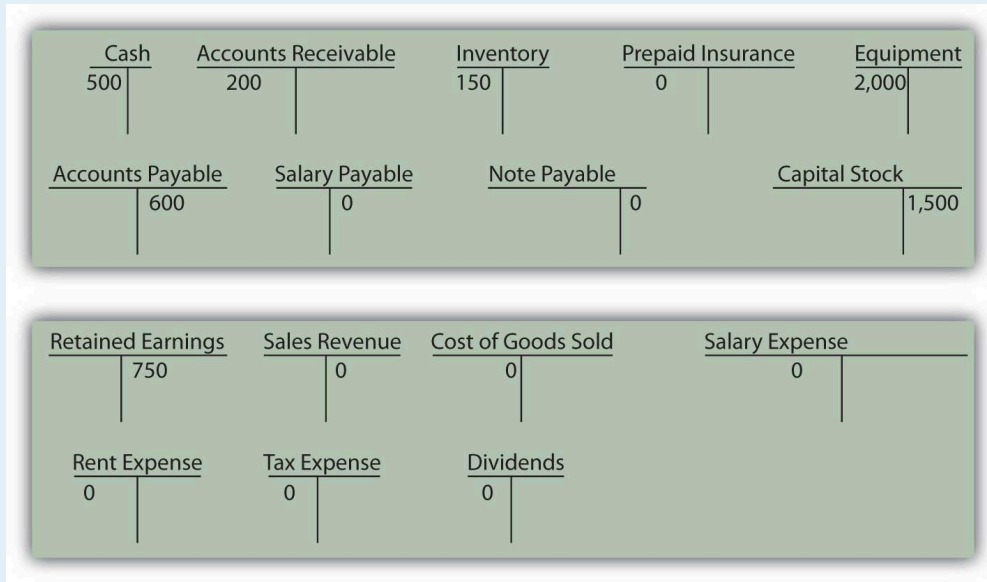 Cash Accounts Receivable Inventory Prepaid Insurance Equipment
500 200 150 0 2,000
Accounts Payable Salary Payable Note Payable Capital Stock
600 0 0 1,500
Retained Earnings Sales Revenue Cost of Goods Sold Salary Expense
750 0 0 0
Rent Expense Tax Expense Dividends
0 0 0